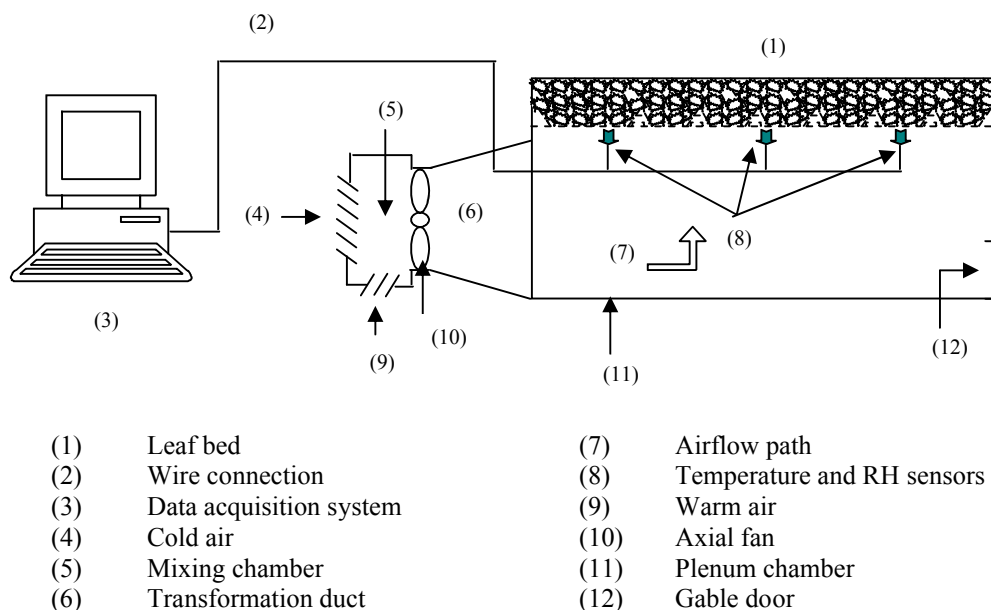 (2)
(1)
(5)
(4)
(6)
(7)
(8)
(3)
(9)
(10)
(11)
(12)
(1) Leaf bed
(2) Wire connection
(3) Data acquisition system
(4) Cold air
(5) Mixing chamber
(6) Transformation duct
(7) Airflow path
(8) Temperature and RH sensors
(9) Warm air
(10) Axial fan
(11) Plenum chamber
(12) Gable door